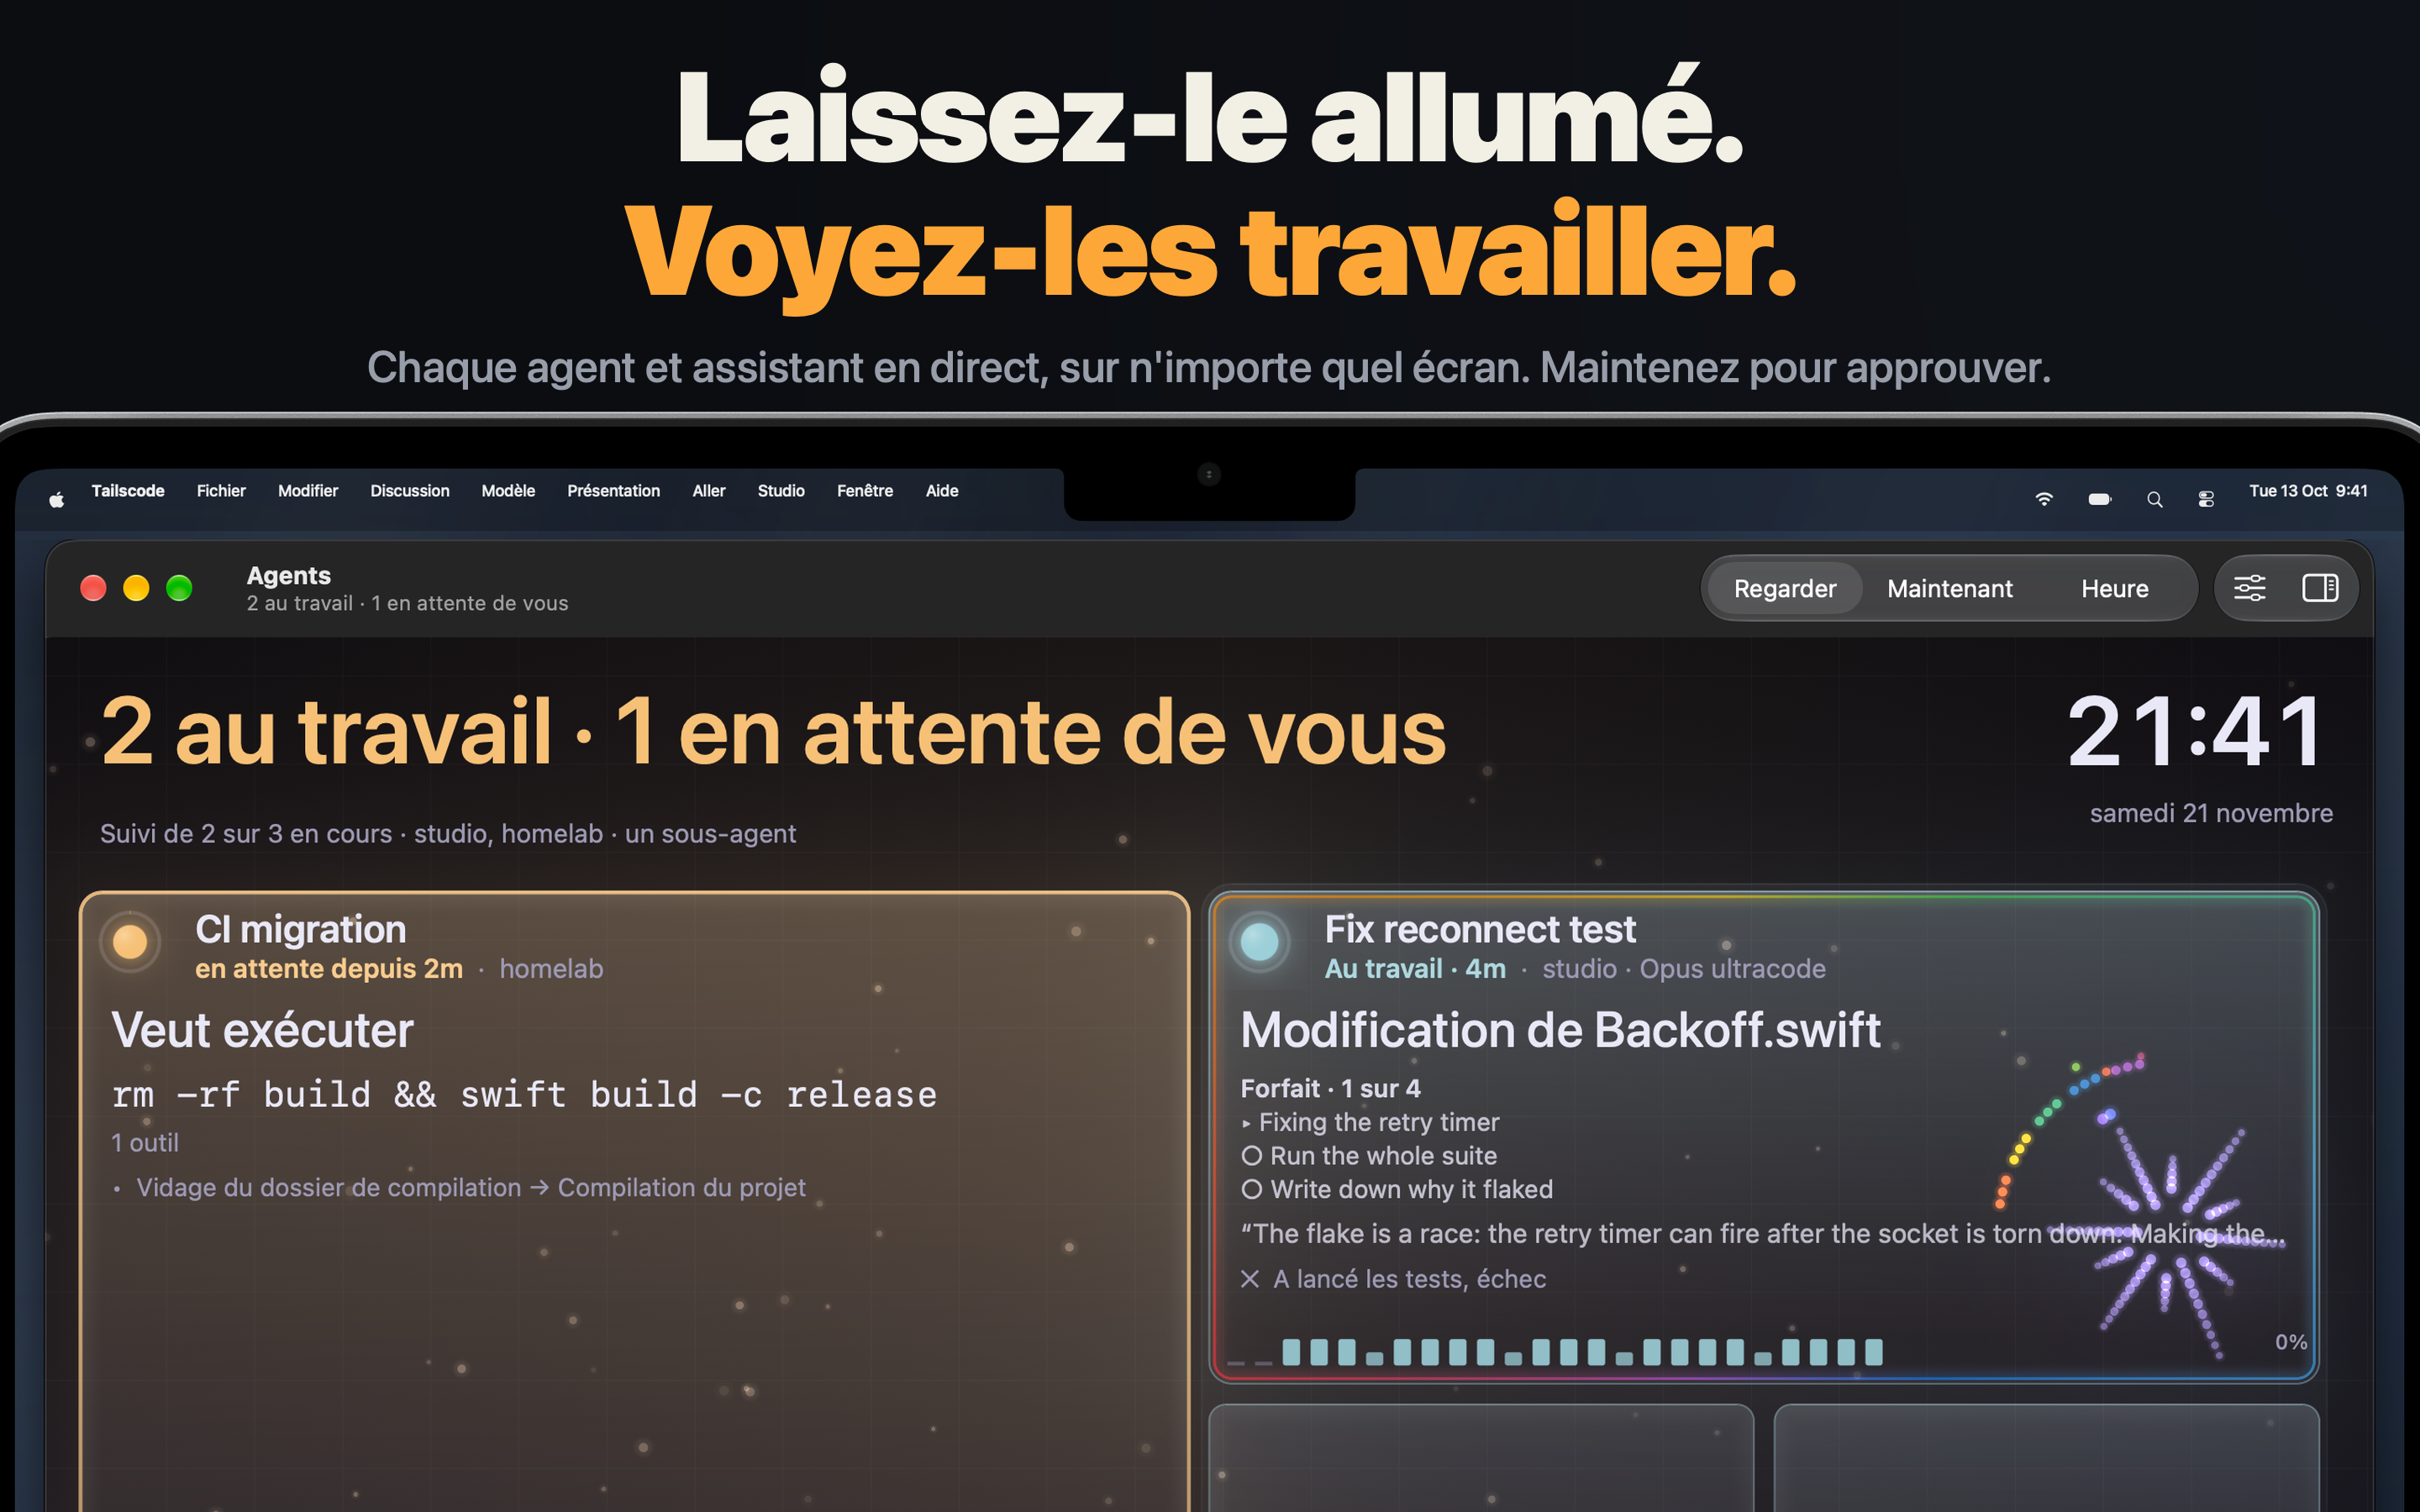 Laissez-le allumé.
Voyez-les travailler.
Chaque agent et assistant en direct, sur n'importe quel écran. Maintenez pour approuver.
Tailscode Fichier Modifier Discussion Modèle Présentation Aller Studio Fenêtre Aide Tue 13 Oct 9:41
Agents
2 au travail · 1 en attente de vous
Regarder Maintenant Heure
2 au travail · 1 en attente de vous
21:41
samedi 21 novembre
Suivi de 2 sur 3 en cours · studio, homelab · un sous-agent
CI migration
en attente depuis 2m · homelab
Veut exécuter
rm -rf build && swift build -c release
1 outil
• Vidage du dossier de compilation → Compilation du projet
Fix reconnect test
Au travail · 4m · studio · Opus ultracode
Modification de Backoff.swift
Forfait · 1 sur 4
▸ Fixing the retry timer
○ Run the whole suite
○ Write down why it flaked
“The flake is a race: the retry timer can fire after the socket is torn down. Making the…
× A lancé les tests, échec
0%